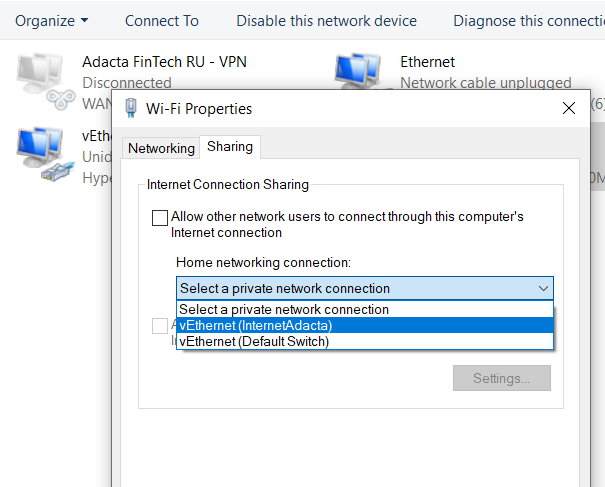 Organize Connect To Disable this network device Diagnose this connecti
Adacta FinTech RU - VPN
Disconnected
WAN
Ethernet
Network cable unplugged
(6)
vEthe
Unid
Hype
Wi-Fi Properties
Networking Sharing
Internet Connection Sharing
Allow other network users to connect through this computer's
Internet connection
Home networking connection:
Select a private network connection
Select a private network connection
vEthernet (InternetAdacta)
vEthernet (Default Switch)
Settings...